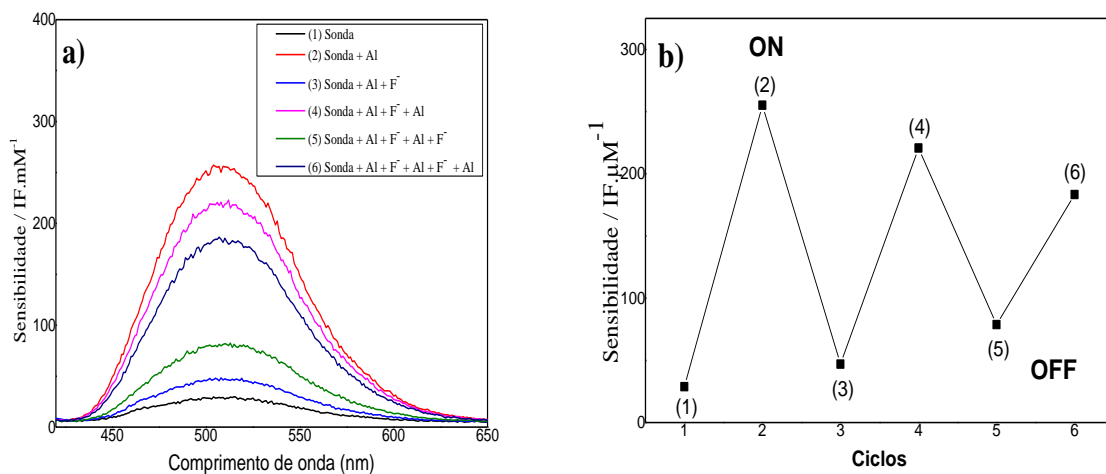 a)
400
300
200
100
0
Sensibilidade / IF.mM⁻¹
(1) Sonda
(2) Sonda + Al
(3) Sonda + Al + F⁻
(4) Sonda + Al + F⁻ + Al
(5) Sonda + Al + F⁻ + Al + F⁻
(6) Sonda + Al + F⁻ + Al + F⁻ + Al
450 500 550 600 650
Comprimento de onda (nm)
b)
300
200
100
0
Sensibilidade / IF.µM⁻¹
ON
(2)
(4)
(6)
(1)
(3)
(5)
OFF
1 2 3 4 5 6
Ciclos